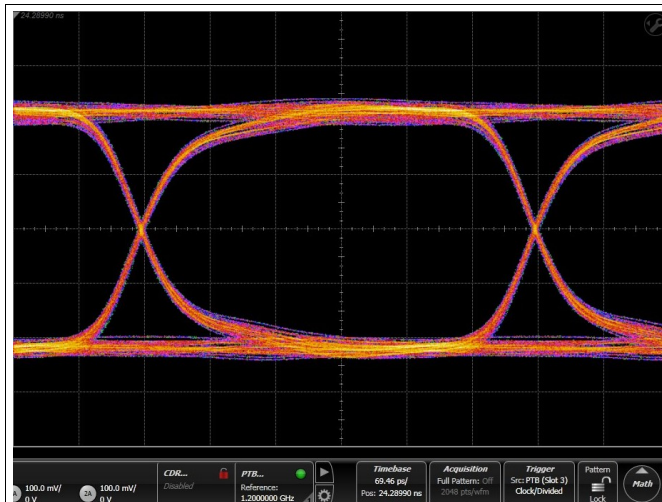 24.28990 ns
CDR...
Disabled
PTB...
Reference:
1.2000000 GHz
Timebase
69.46 ps/
Pos: 24.28990 ns
Acquisition
Full Pattern: Off
2048 pts/wfm
Trigger
Src: PTB (Slot 3)
Clock/Divided
Pattern
Lock
Math
100.0 mV/
0 V
2A
100.0 mV/
0 V